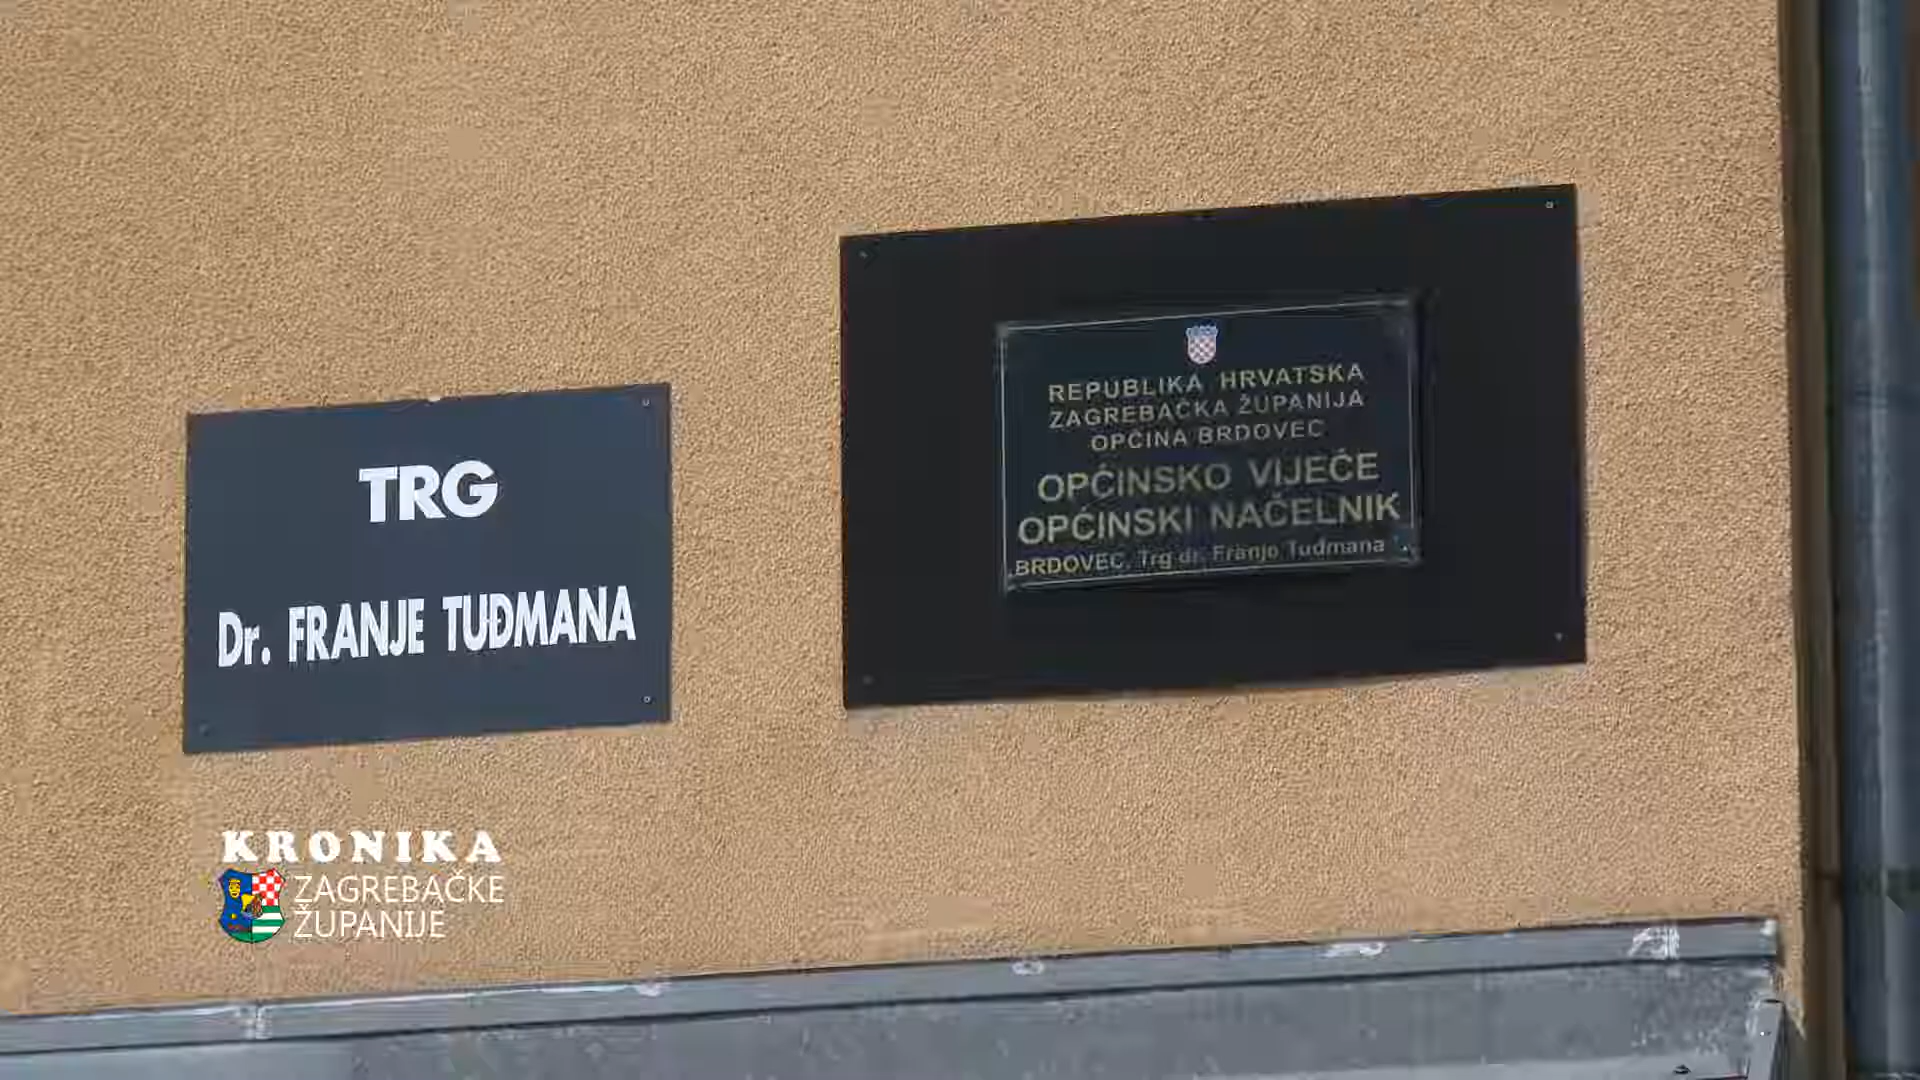 TRG
Dr. FRANJE TUĐMANA
REPUBLIKA HRVATSKA
ZAGREBAČKA ŽUPANIJA
OPĆINA BRDOVEC
OPĆINSKO VIJEĆE
OPĆINSKI NAČELNIK
BRDOVEC, Trg dr. Franje Tuđmana
KRONIKA
ZAGREBAČKE
ŽUPANIJE